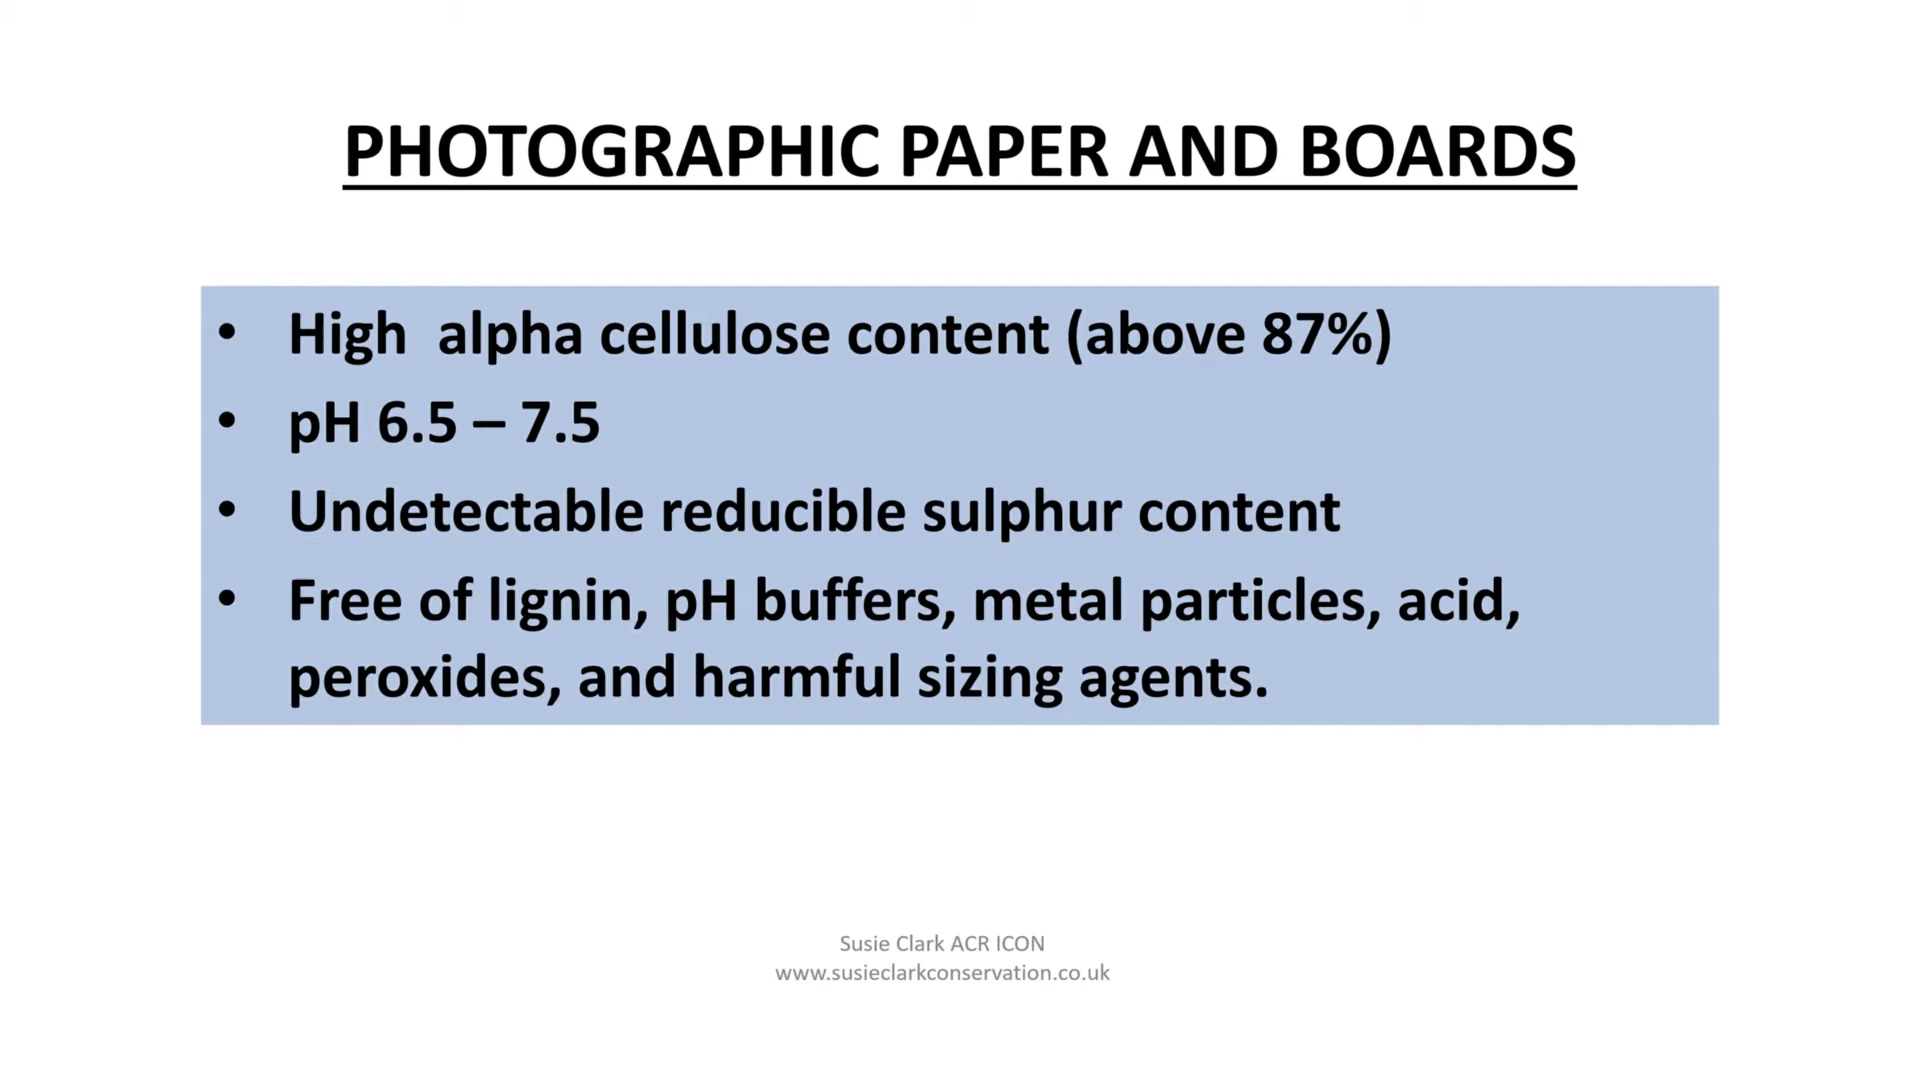 PHOTOGRAPHIC PAPER AND BOARDS
• High  alpha cellulose content (above 87%)
• pH 6.5 – 7.5
• Undetectable reducible sulphur content
• Free of lignin, pH buffers, metal particles, acid,
peroxides, and harmful sizing agents.
Susie Clark ACR ICON
www.susieclarkconservation.co.uk